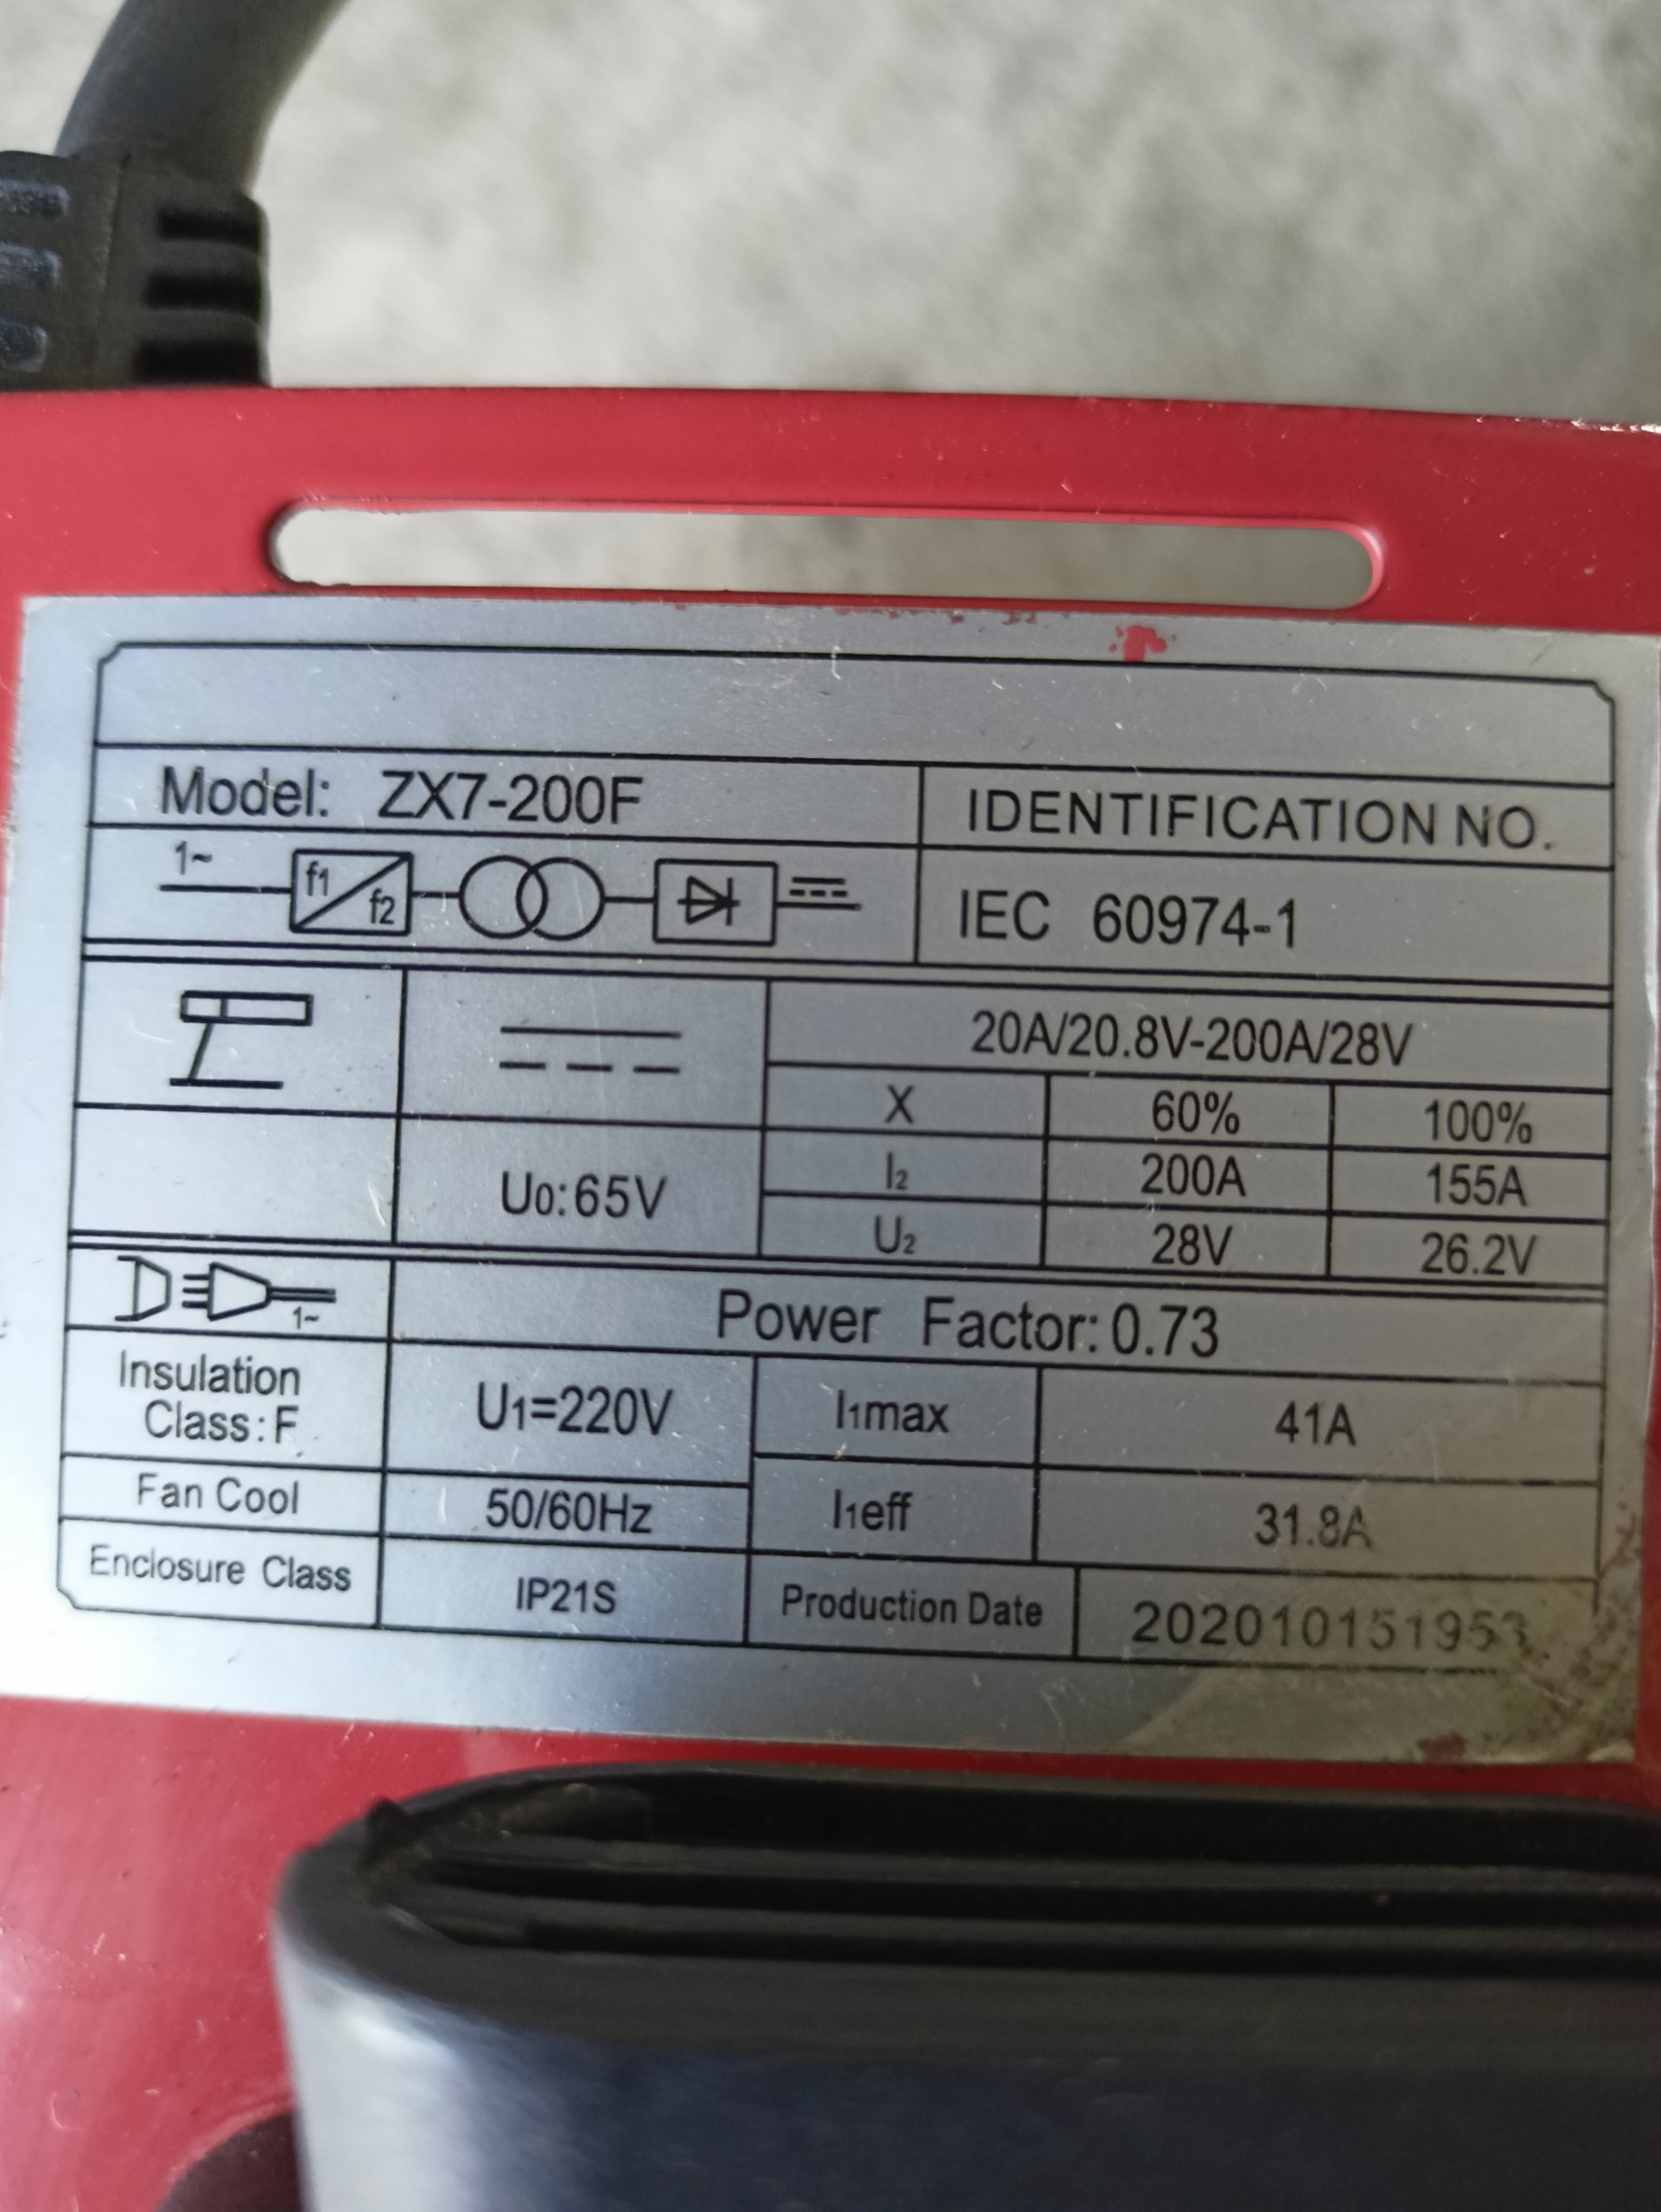 Model: ZX7-200F
IDENTIFICATION NO.
1~
f1
f2
IEC 60974-1
20A/20.8V-200A/28V
X 60% 100%
U0:65V
I2 200A 155A
U2 28V 26.2V
1~
Power Factor: 0.73
Insulation
Class: F
U1=220V
I1max 41A
Fan Cool
50/60Hz
I1eff 31.8A
Enclosure Class
IP21S
Production Date
202010151953